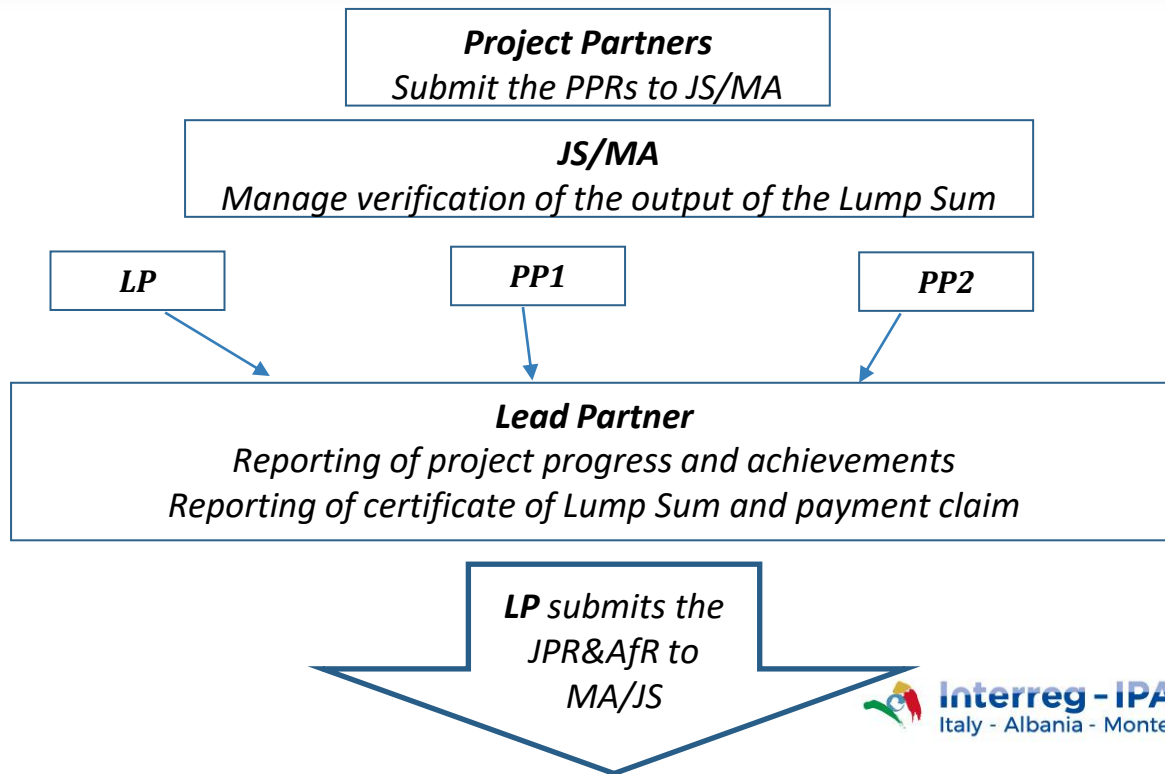 Project Partners
Submit the PPRs to JS/MA
JS/MA
Manage verification of the output of the Lump Sum
LP
PP1
PP2
Lead Partner
Reporting of project progress and achievements
Reporting of certificate of Lump Sum and payment claim
LP submits the
JPR&AfR to
MA/JS
Interreg - IPA
Italy - Albania - Monte